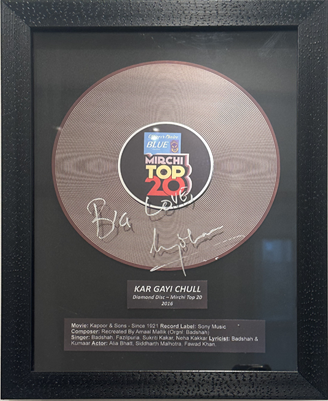 BLUE
MIRCHI
TOP
20
Big Love,
KAR GAYI CHULL
Diamond Disc – Mirchi Top 20
2016
Movie: Kapoor & Sons - Since 1921 Record Label: Sony Music
Composer: Recreated By Amaal Mallik (Orgnl: Badshah)
Singer: Badshah, Fazilpuria, Sukriti Kakar, Neha Kakkar Lyricist: Badshah &
Kumaar Actor: Alia Bhatt, Siddharth Malhotra, Fawad Khan,